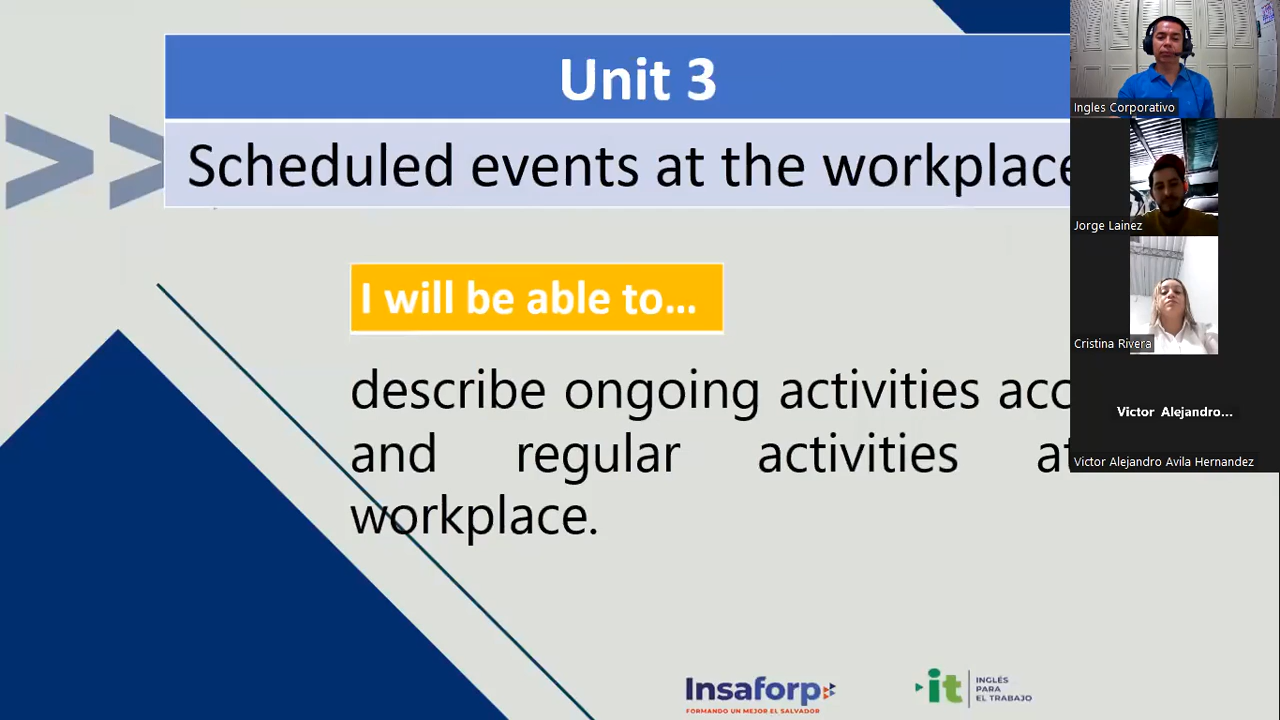 Unit 3
Scheduled events at the workplace
I will be able to...
describe ongoing activities
and regular activities
workplace.
Insaforp
FORMANDO UN MEJOR EL SALVADOR
it
INGLÉS
PARA
EL TRABAJO
Ingles Corporativo
Jorge Lainez
Cristina Rivera
Victor Alejandro...
Victor Alejandro Avila Hernandez